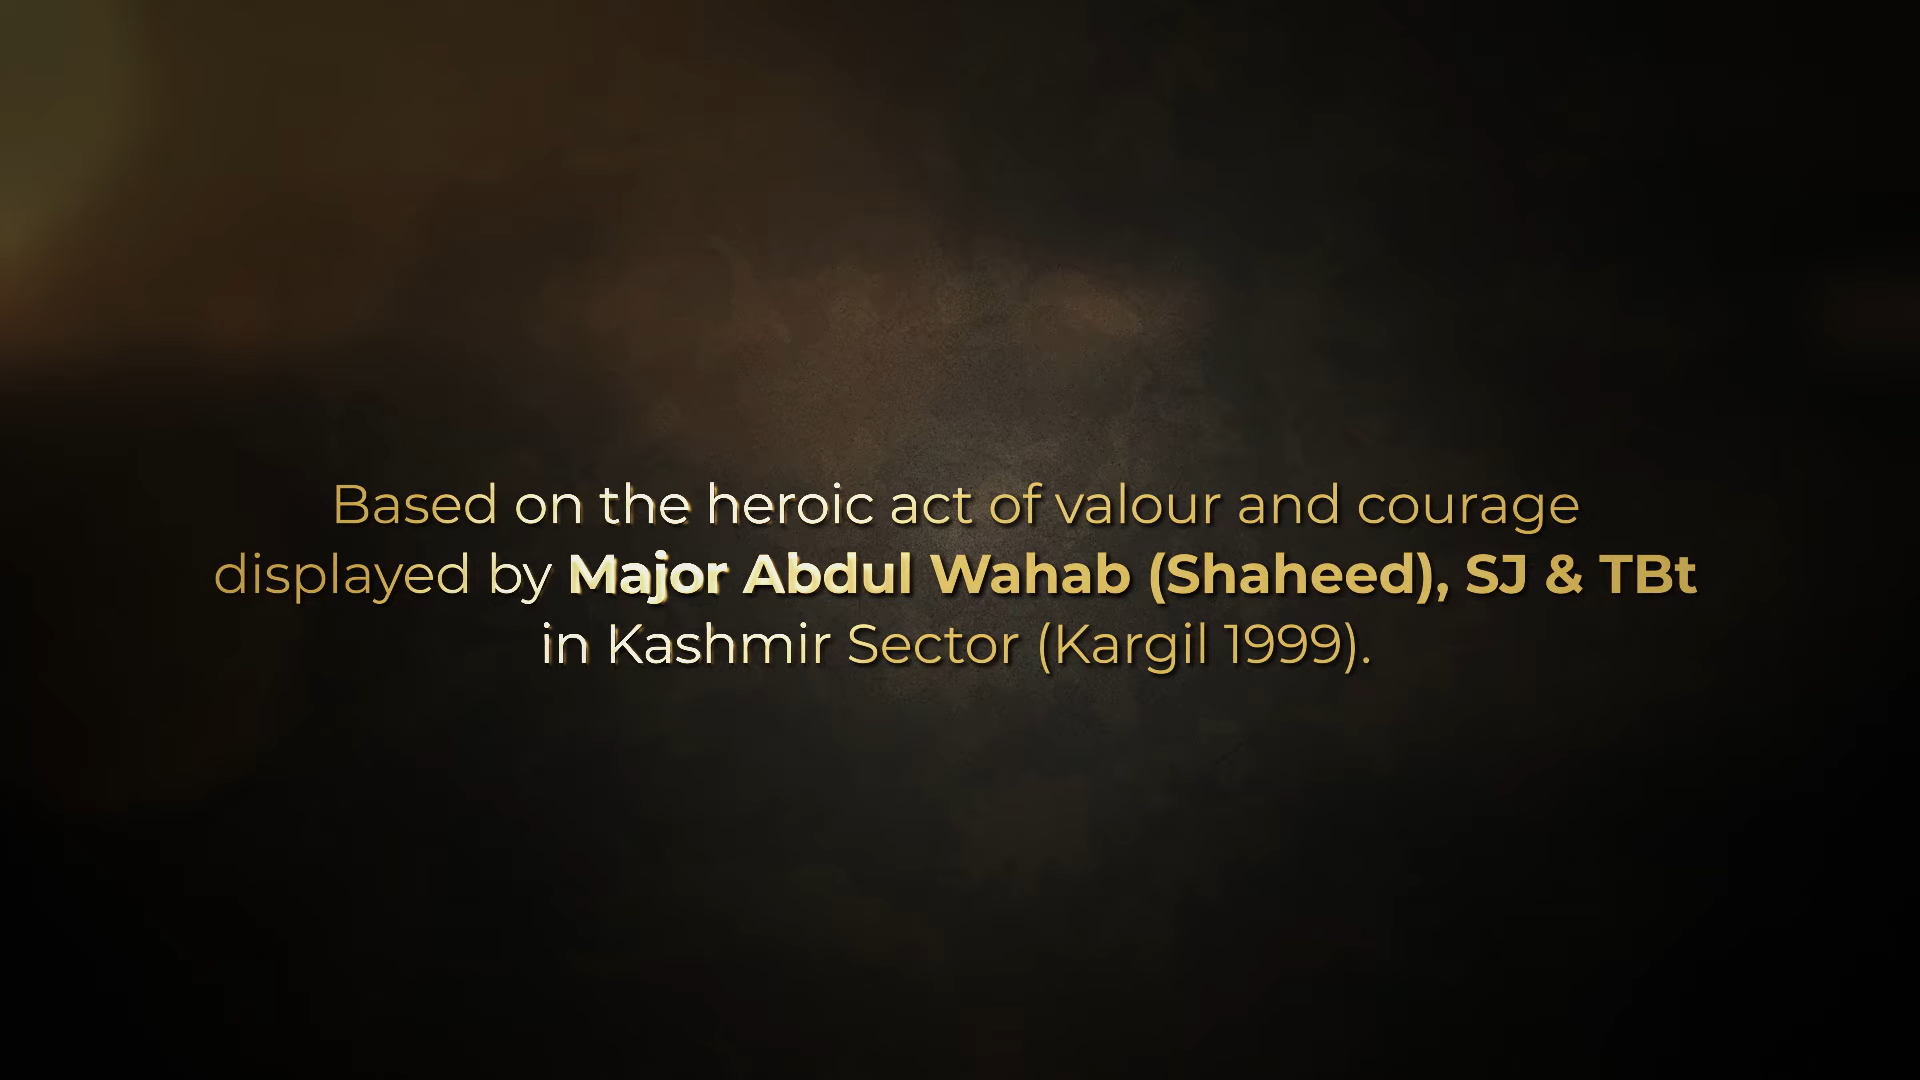 Based on the heroic act of valour and courage
displayed by Major Abdul Wahab (Shaheed), SJ & TBt
in Kashmir Sector (Kargil 1999).